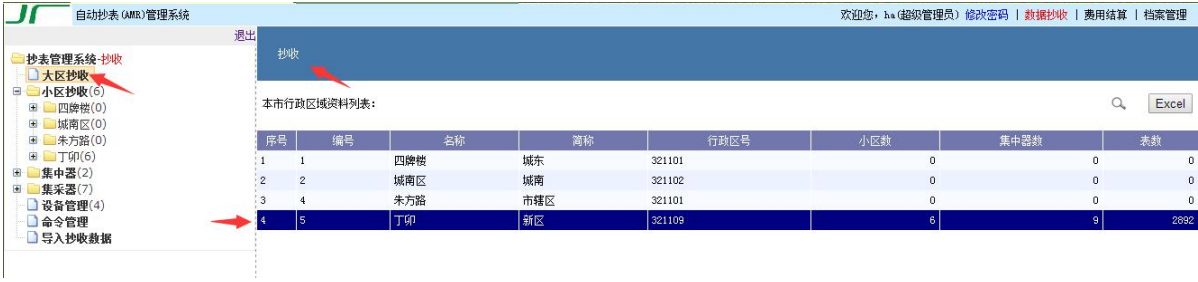 自动抄表(AMR)管理系统
欢迎您，ha(超级管理员) 修改密码 | 数据抄收 | 费用结算 | 档案管理
退出
抄表管理系统-抄收
大区抄收
小区抄收(6)
四牌楼(0)
城南区(0)
朱方路(0)
丁卯(6)
集中器(2)
集采器(7)
设备管理(4)
命令管理
导入抄收数据
抄收
本市行政区域资料列表：
Excel
序号 编号 名称 简称 行政区号 小区数 集中器数 表数
1 1 四牌楼 城东 321101 0 0 0
2 2 城南区 城南 321102 0 0 0
3 4 朱方路 市辖区 321101 0 0 0
4 5 丁卯 新区 321109 6 9 2892